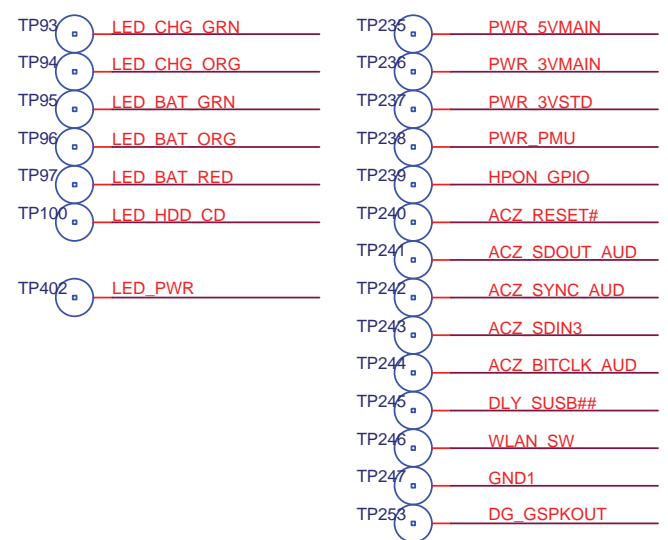 TP93 LED_CHG_GRN
TP94 LED_CHG_ORG
TP95 LED_BAT_GRN
TP96 LED_BAT_ORG
TP97 LED_BAT_RED
TP100 LED_HDD_CD
TP402 LED_PWR
TP235 PWR_5VMAIN
TP236 PWR_3VMAIN
TP237 PWR_3VSTD
TP238 PWR_PMU
TP239 HPON_GPIO
TP240 ACZ_RESET#
TP241 ACZ_SDOUT_AUD
TP242 ACZ_SYNC_AUD
TP243 ACZ_SDIN3
TP244 ACZ_BITCLK_AUD
TP245 DLY_SUSB##
TP246 WLAN_SW
TP247 GND1
TP253 DG_GSPKOUT